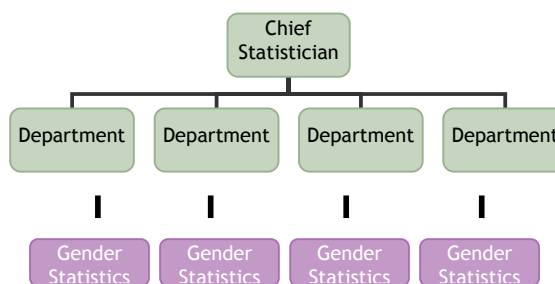 Chief
Statistician
Department Department Department Department
Gender Gender Gender Gender
Statistics Statistics Statistics Statistics